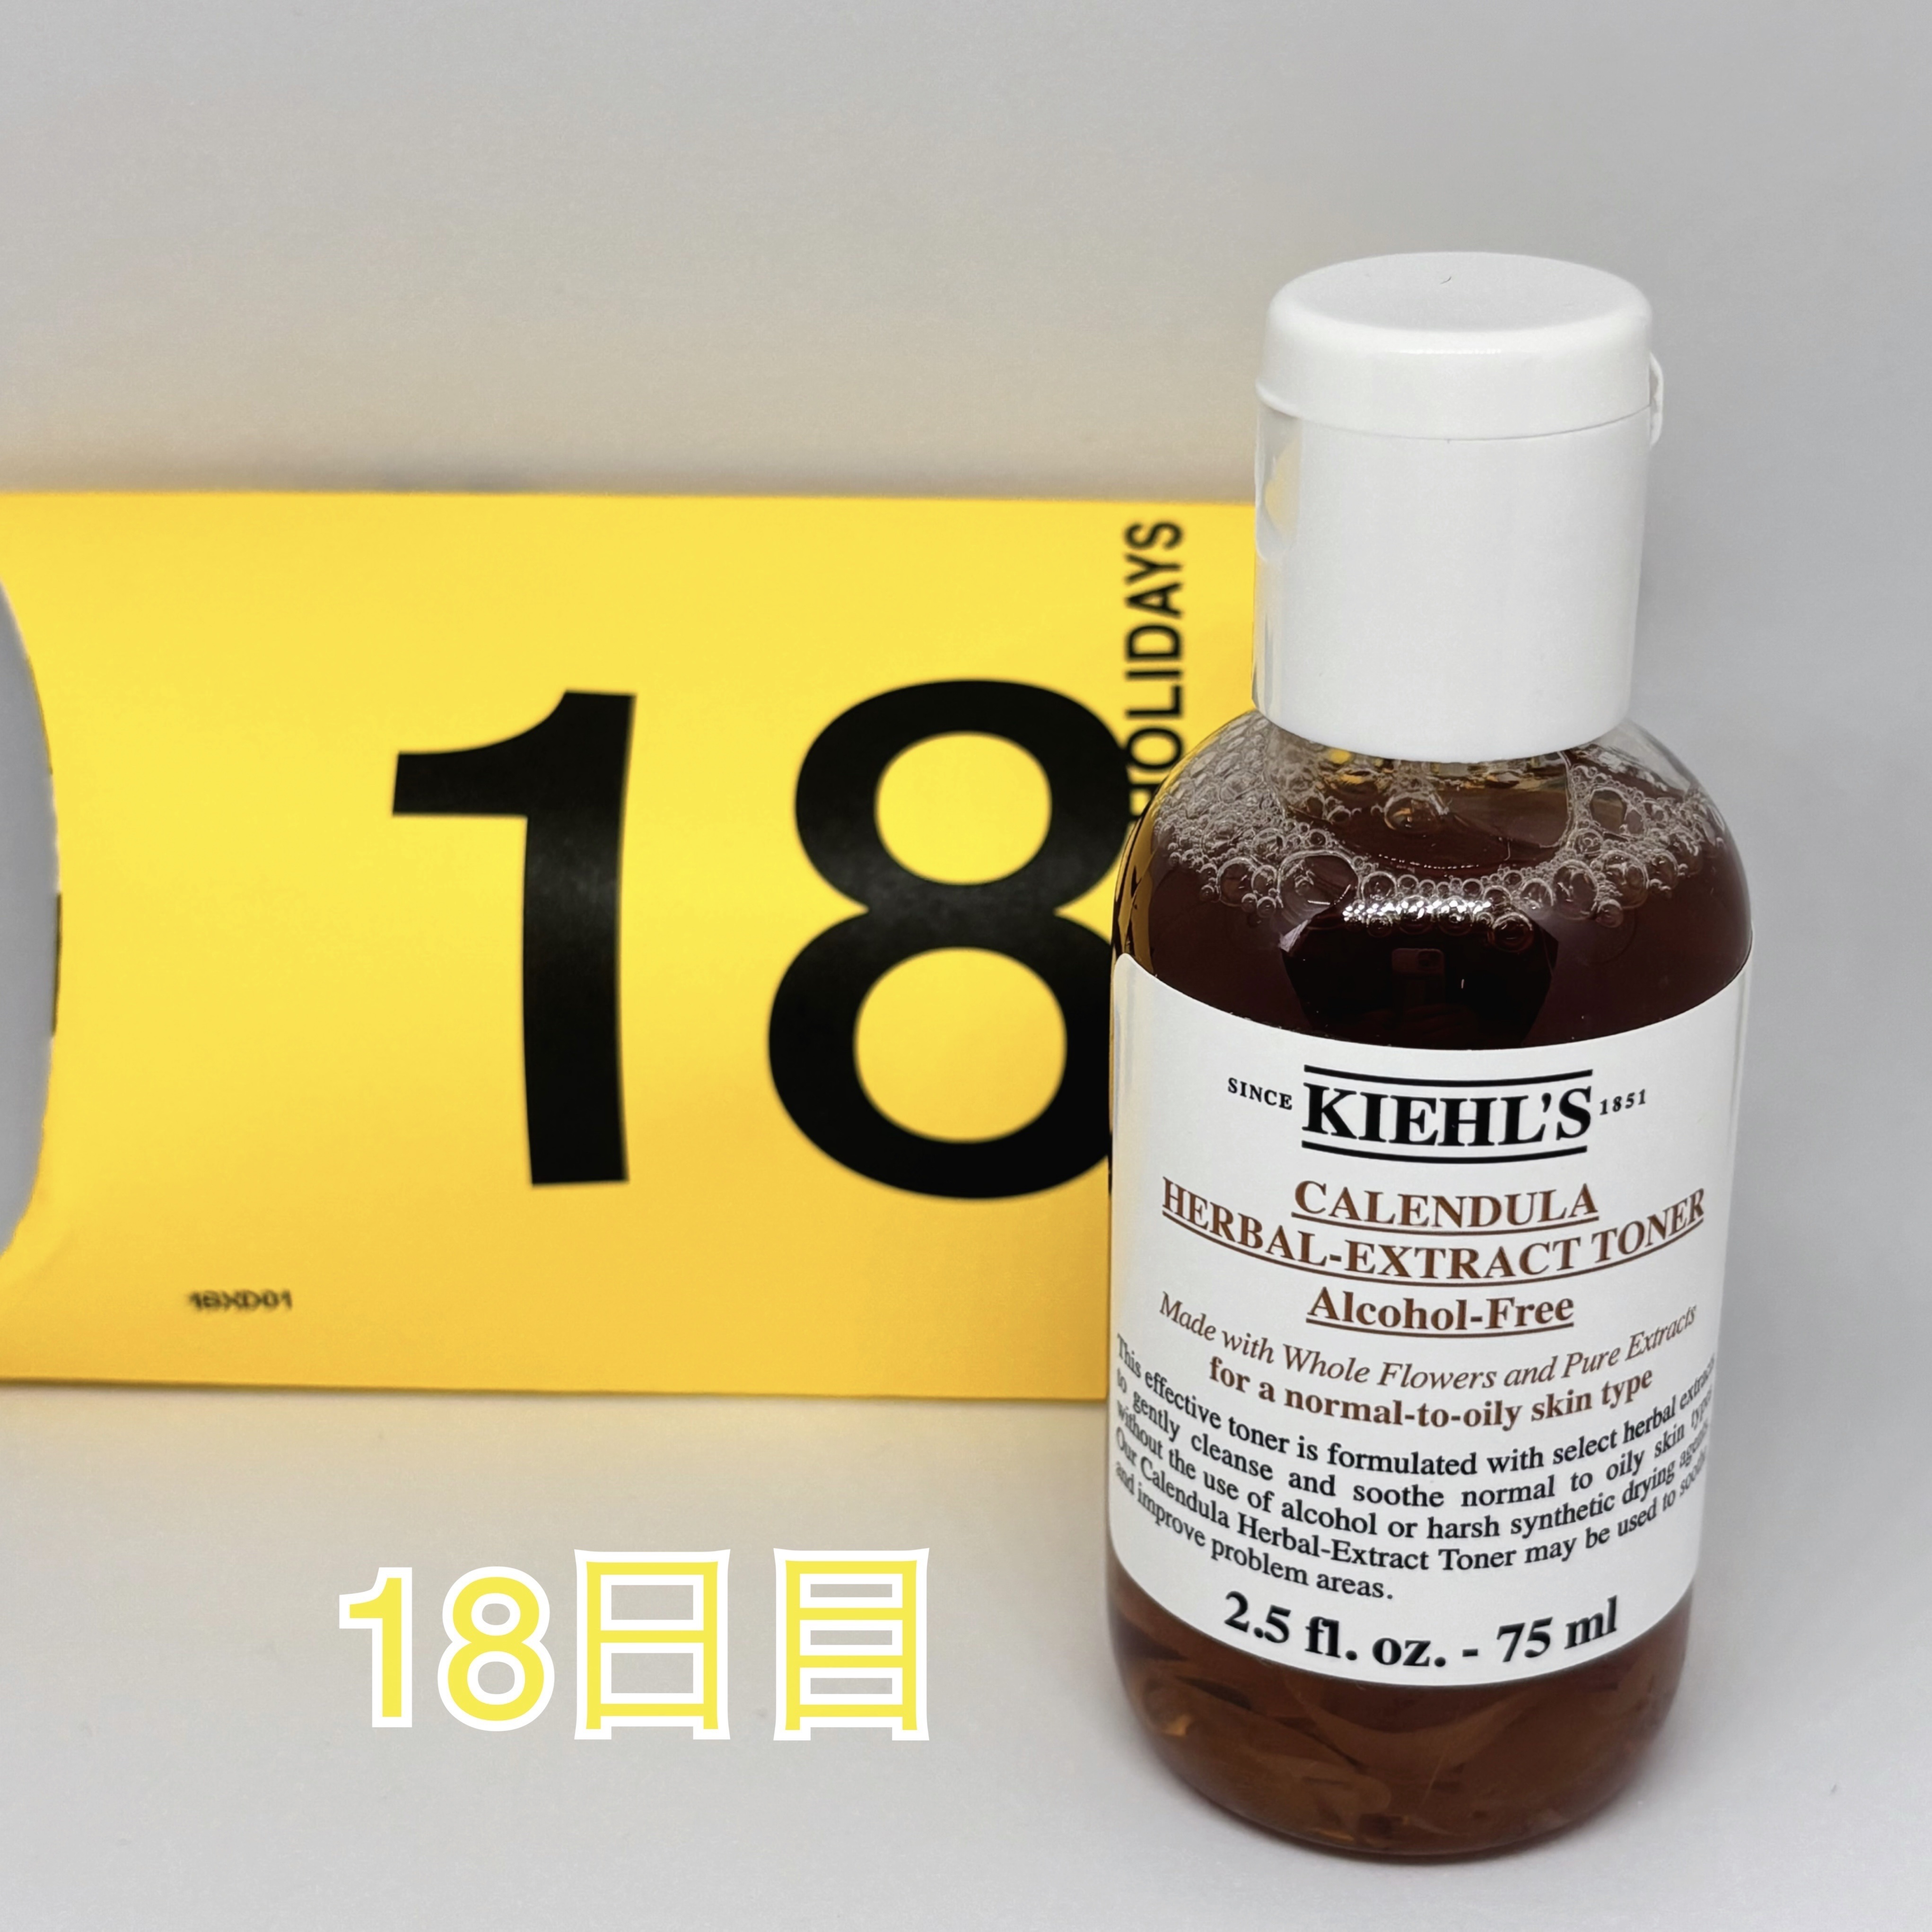 HOLIDAYS
18
SINCE KIEHL'S 1851
CALENDULA
HERBAL-EXTRACT TONER
Alcohol-Free
Made with Whole Flowers and Pure Extracts
for a normal-to-oily skin type
This effective toner is formulated with select herbal extracts
to gently cleanse and soothe normal to oily skin types
without the use of alcohol or harsh synthetic drying agents.
Our Calendula Herbal-Extract Toner may be used to soothe
and improve problem areas.
2.5 fl. oz. - 75 ml
18日目